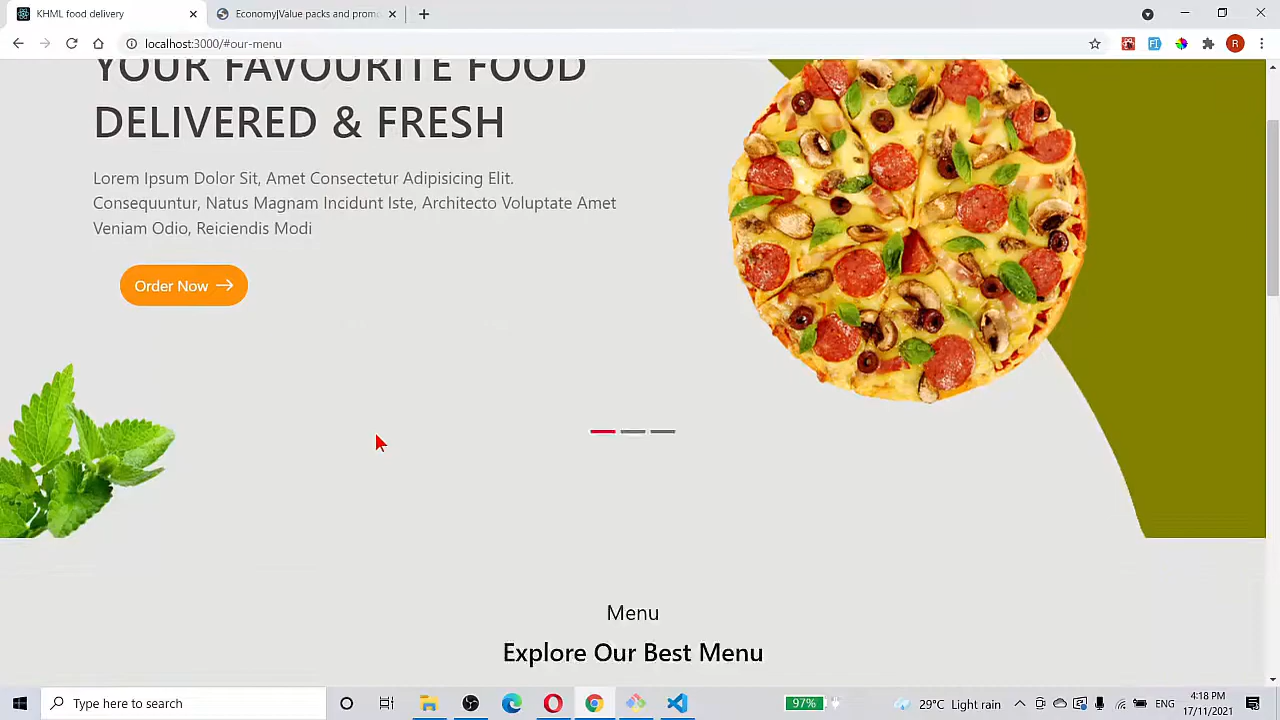 KHML food delivery
Economy|Value packs and prom
localhost:3000/#our-menu
R
YOUR FAVOURITE FOOD
DELIVERED & FRESH
Lorem Ipsum Dolor Sit, Amet Consectetur Adipisicing Elit.
Consequuntur, Natus Magnam Incidunt Iste, Architecto Voluptate Amet
Veniam Odio, Reiciendis Modi
Order Now
Menu
Explore Our Best Menu
Type here to search
97%
29°C Light rain
ENG
4:18 PM
17/11/2021